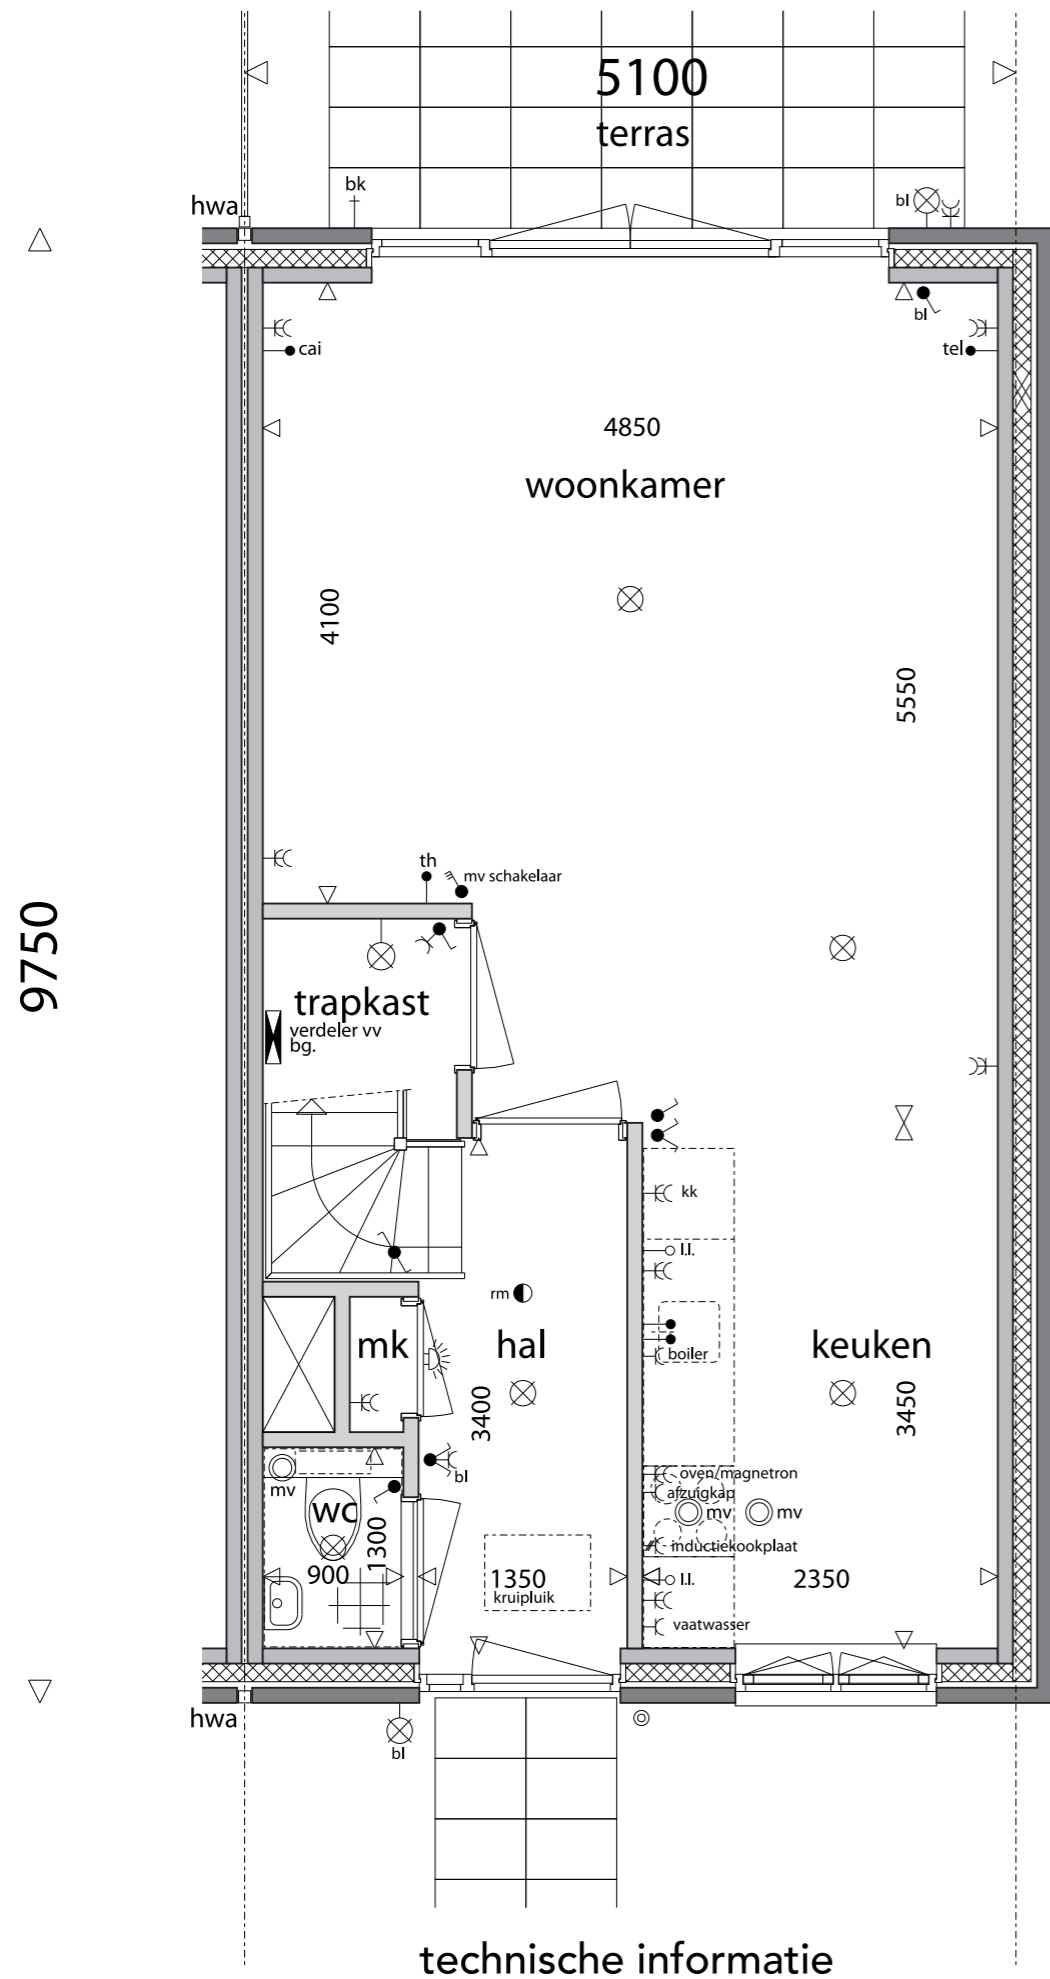 5100
terras
bk
hwa
bl
bl
cai
tel
4850
woonkamer
4100
5550
th
mv schakelaar
9750
trapkast
verdeler vv
bg.
kk
l.l.
rm
mk
hal
boiler
keuken
3400
3450
bl
mv
wc
1300
oven/magnetron
afzuigkap
mv
mv
inductiekookplaat
900
1350
kruipluik
l.l.
2350
vaatwasser
hwa
bl
technische informatie